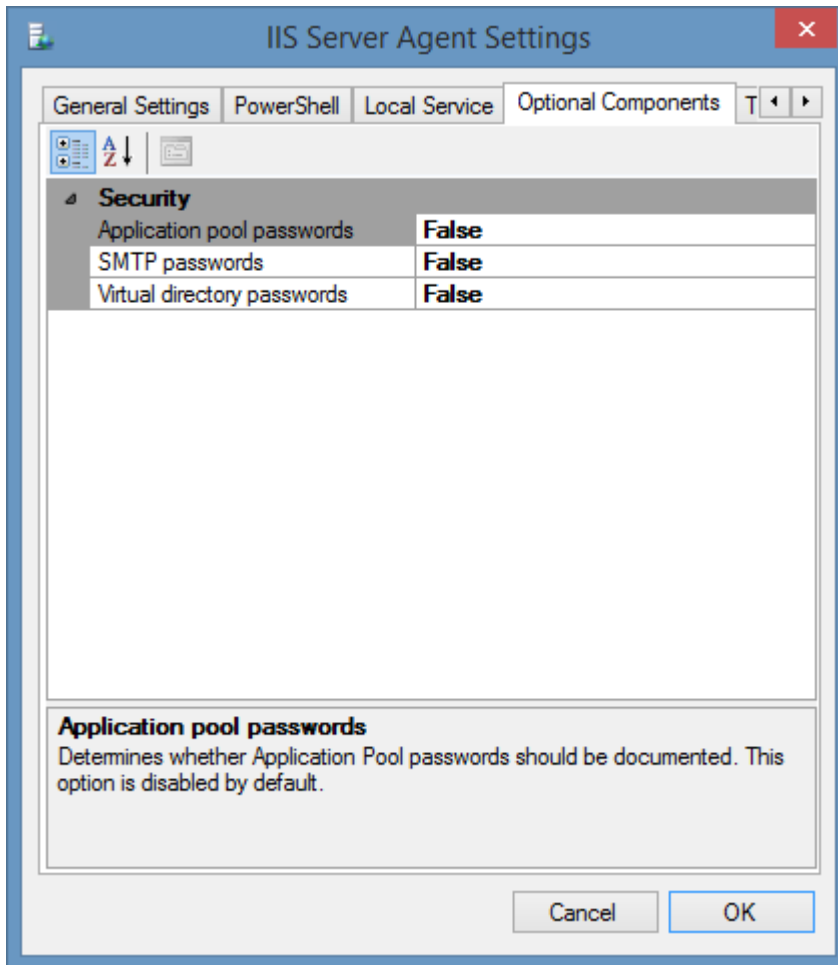 IIS Server Agent Settings
General Settings PowerShell Local Service Optional Components T
A
Z
Security
Application pool passwords False
SMTP passwords False
Virtual directory passwords False
Application pool passwords
Determines whether Application Pool passwords should be documented. This
option is disabled by default.
Cancel OK